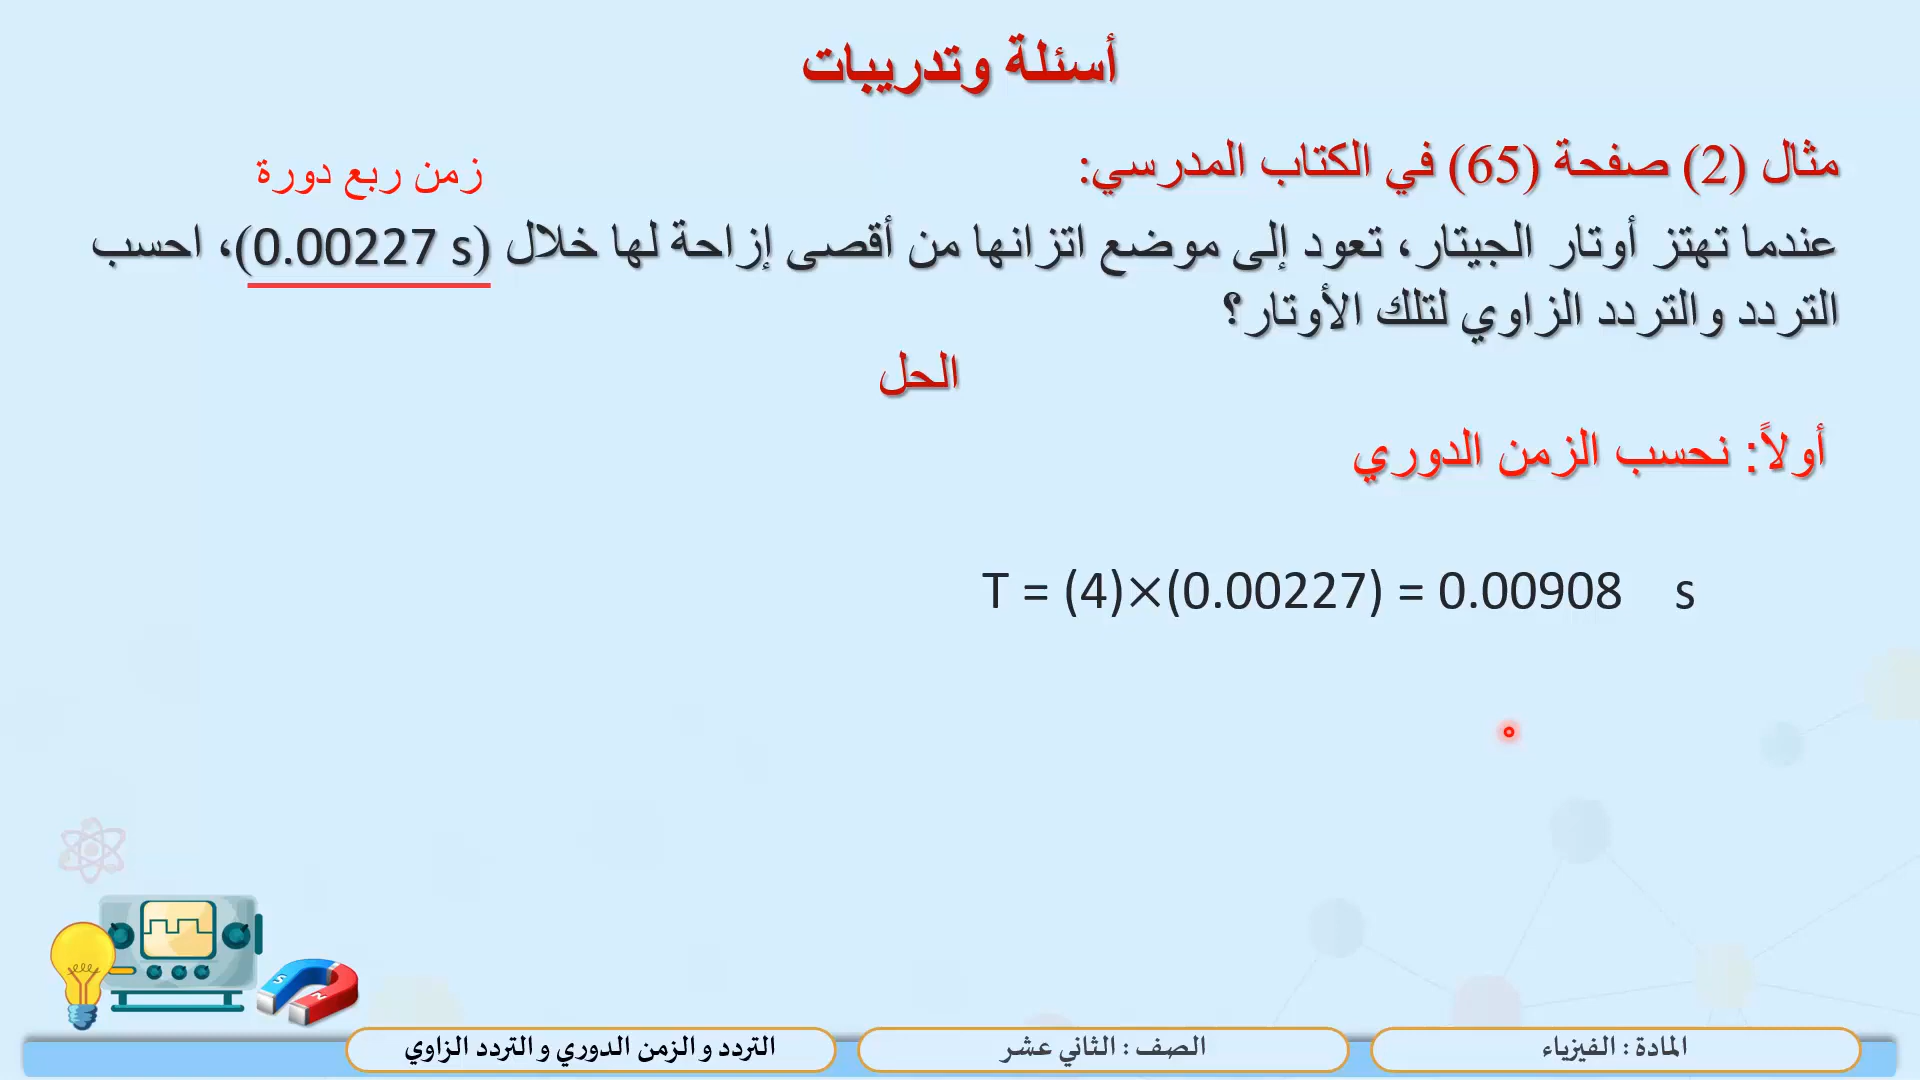 أسئلة وتدريبات
مثال (2) صفحة (65) في الكتاب المدرسي:
زمن ربع دورة
عندما تهتز أوتار الجيتار، تعود إلى موضع اتزانها من أقصى إزاحة لها خلال (0.00227 s)، احسب
التردد والتردد الزاوي لتلك الأوتار؟
الحل
أولاً: نحسب الزمن الدوري
T = (4)×(0.00227) = 0.00908 s
S
N
المادة : الفيزياء
الصف : الثاني عشر
التردد و الزمن الدوري و التردد الزاوي